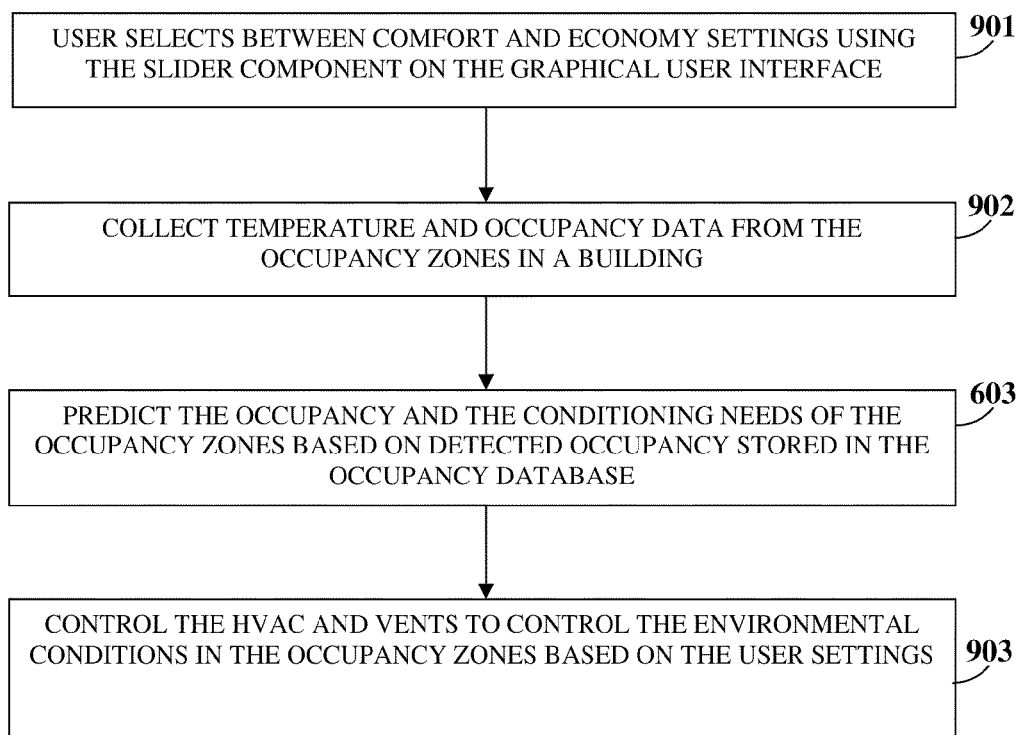 USER SELECTS BETWEEN COMFORT AND ECONOMY SETTINGS USING
THE SLIDER COMPONENT ON THE GRAPHICAL USER INTERFACE
901
COLLECT TEMPERATURE AND OCCUPANCY DATA FROM THE
OCCUPANCY ZONES IN A BUILDING
902
PREDICT THE OCCUPANCY AND THE CONDITIONING NEEDS OF THE
OCCUPANCY ZONES BASED ON DETECTED OCCUPANCY STORED IN THE
OCCUPANCY DATABASE
603
CONTROL THE HVAC AND VENTS TO CONTROL THE ENVIRONMENTAL
CONDITIONS IN THE OCCUPANCY ZONES BASED ON THE USER SETTINGS
903